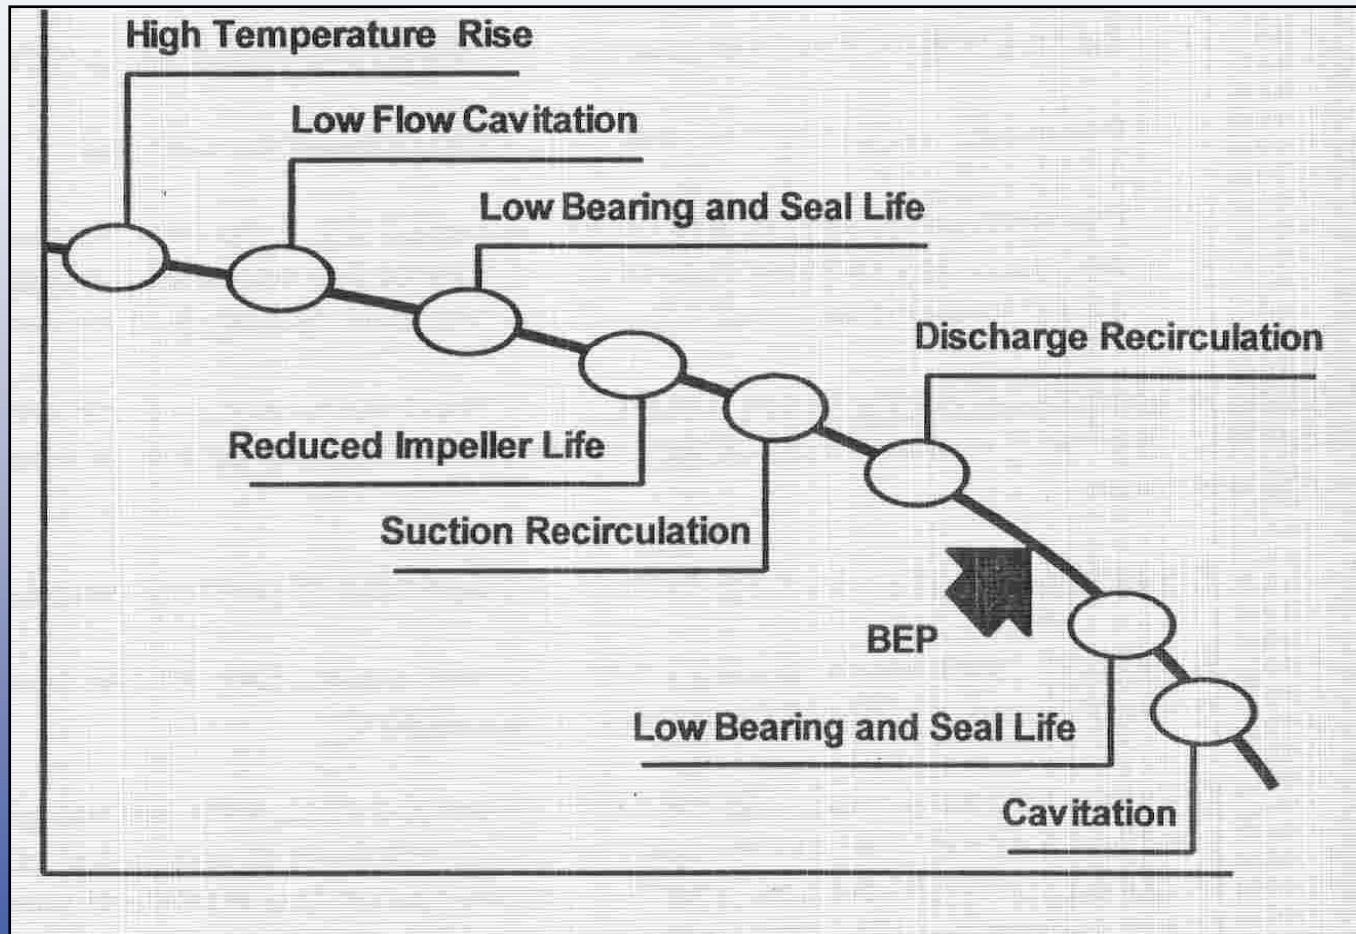 High Temperature Rise
Low Flow Cavitation
Low Bearing and Seal Life
Discharge Recirculation
Reduced Impeller Life
Suction Recirculation
BEP
Low Bearing and Seal Life
Cavitation